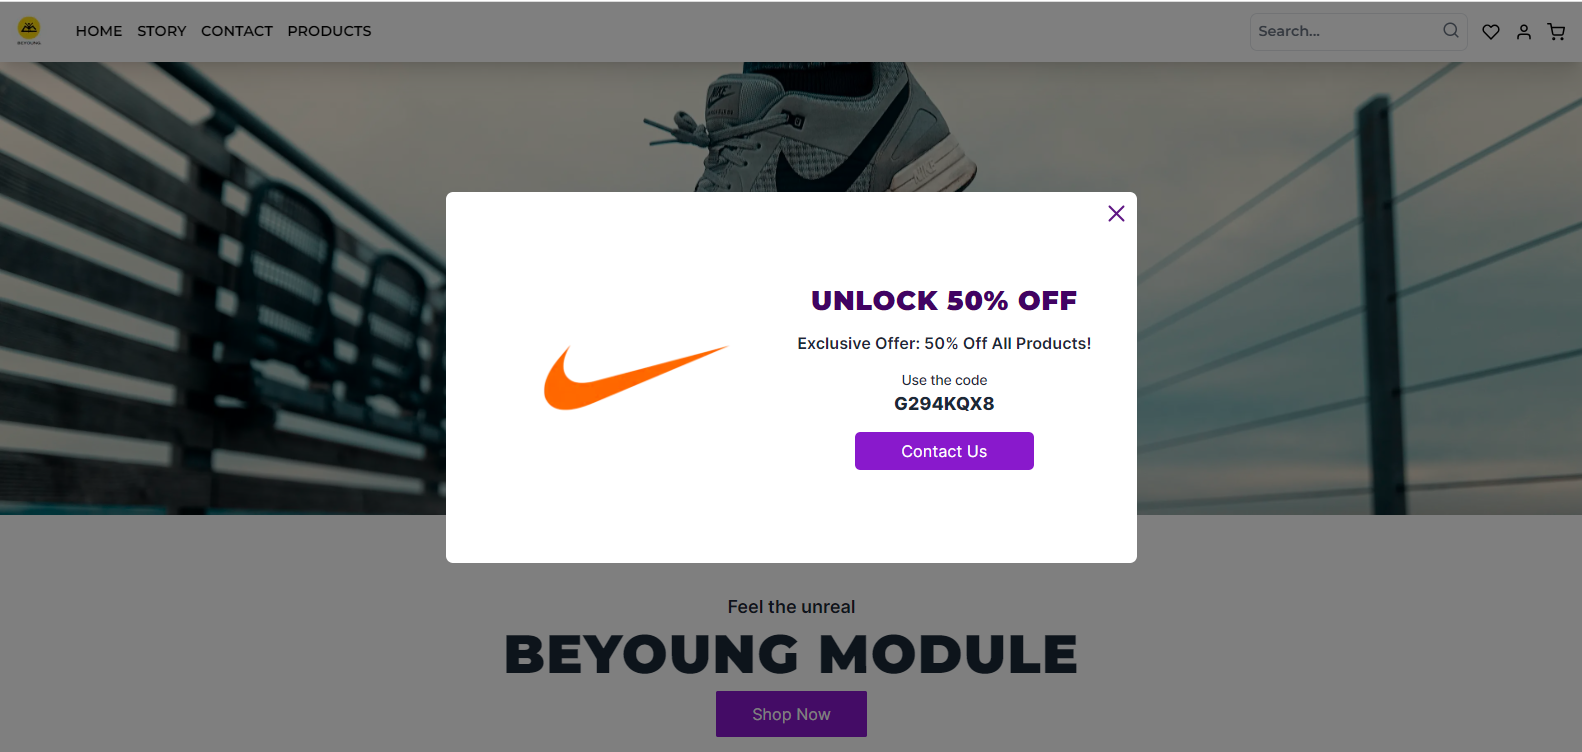 BEYOUNG
HOME STORY CONTACT PRODUCTS
Search...
NIKE
UNLOCK 50% OFF
Exclusive Offer: 50% Off All Products!
Use the code
G294KQX8
Contact Us
Feel the unreal
BEYOUNG MODULE
Shop Now